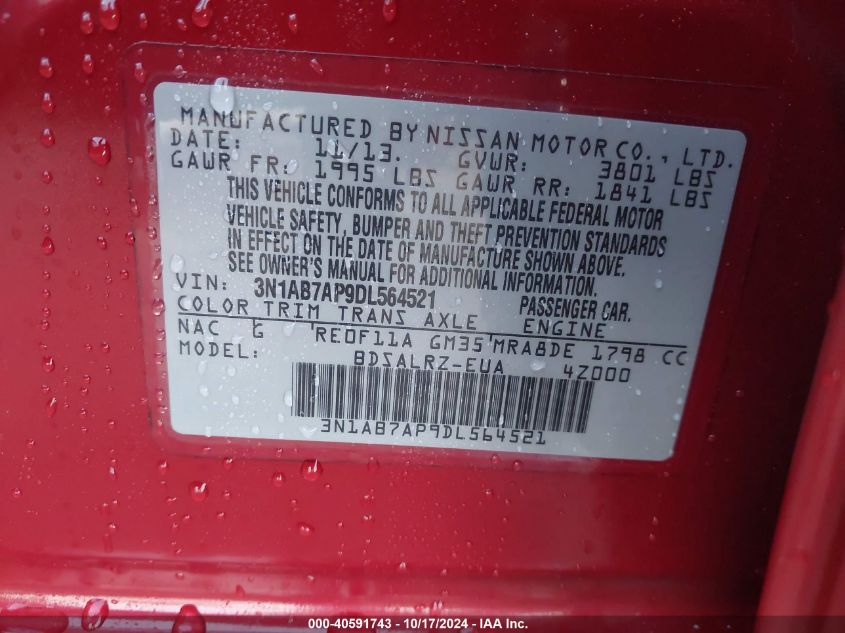 MANUFACTURED BY NISSAN MOTOR CO., LTD.
DATE: 11/13. GVWR: 3801 LBS
GAWR FR: 1995 LBS GAWR RR: 1841 LBS
THIS VEHICLE CONFORMS TO ALL APPLICABLE FEDERAL MOTOR
VEHICLE SAFETY, BUMPER AND THEFT PREVENTION STANDARDS
IN EFFECT ON THE DATE OF MANUFACTURE SHOWN ABOVE.
SEE OWNER'S MANUAL FOR ADDITIONAL INFORMATION.
VIN: 3N1AB7AP9DL564521 PASSENGER CAR.
COLOR TRIM TRANS AXLE ENGINE
NAC G RE0F11A GM35 MRA8DE 1798 CC
MODEL: BDSALRZ-EUA 4Z000
3N1AB7AP9DL564521
000-40591743 - 10/17/2024 - IAA Inc.